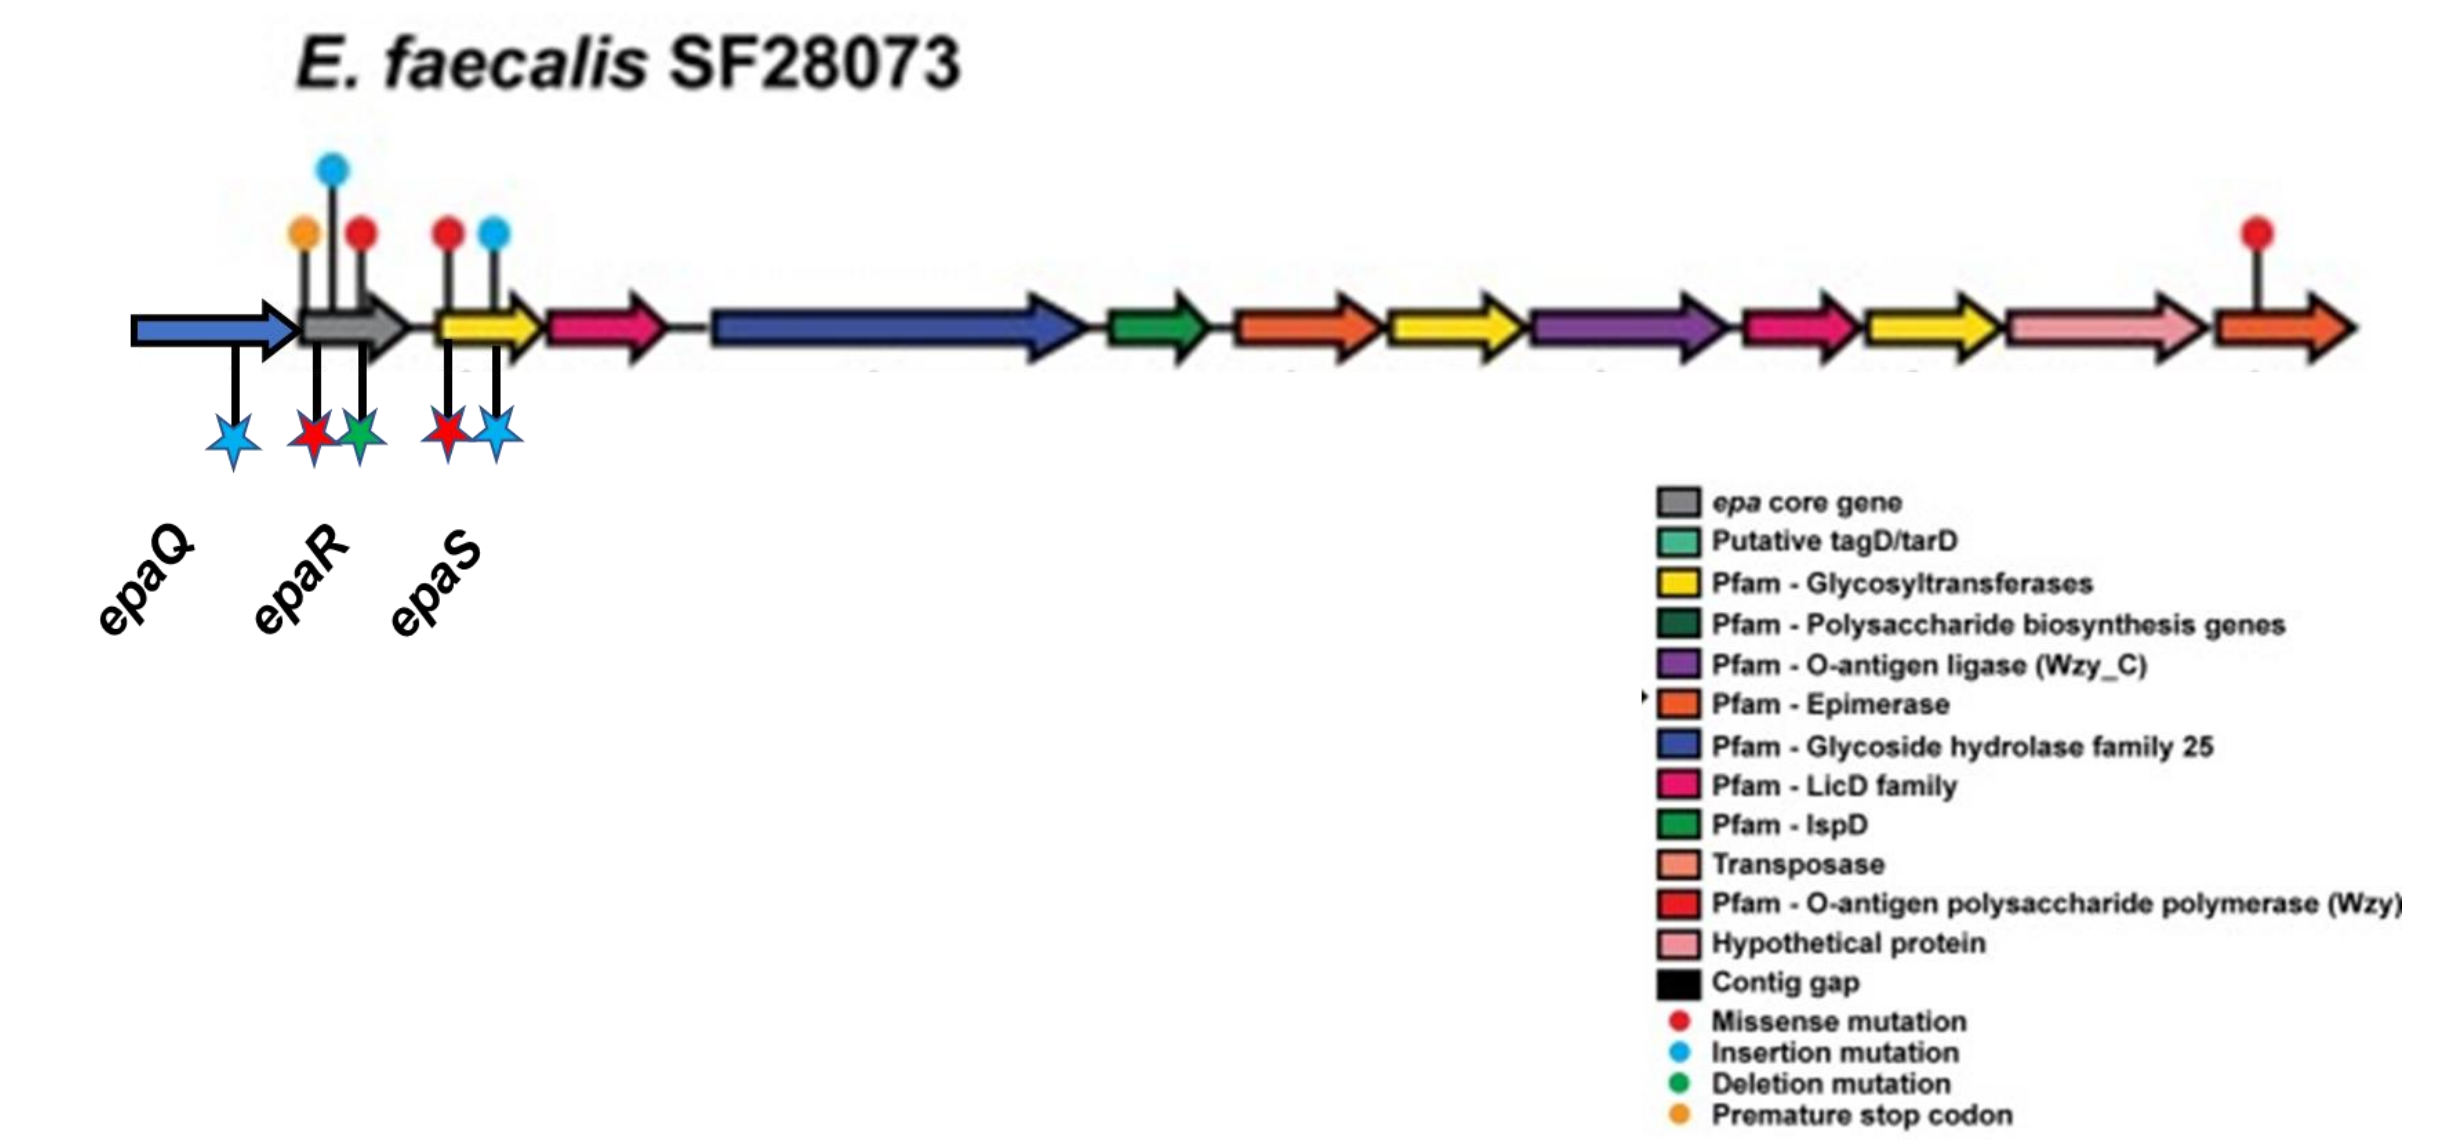 E. faecalis SF28073
epaQ
epaR
epaS
epa core gene
Putative tagD/tarD
Pfam - Glycosyltransferases
Pfam - Polysaccharide biosynthesis genes
Pfam - O-antigen ligase (Wzy_C)
Pfam - Epimerase
Pfam - Glycoside hydrolase family 25
Pfam - LicD family
Pfam - IspD
Transposase
Pfam - O-antigen polysaccharide polymerase (Wzy)
Hypothetical protein
Contig gap
Missense mutation
Insertion mutation
Deletion mutation
Premature stop codon